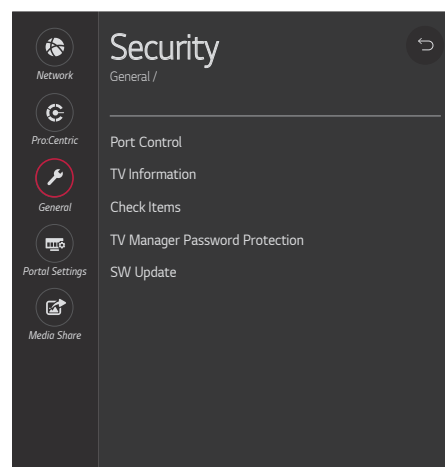 Security
General /
Network
Pro:Centric
General
Portal Settings
Media Share
Port Control
TV Information
Check Items
TV Manager Password Protection
SW Update